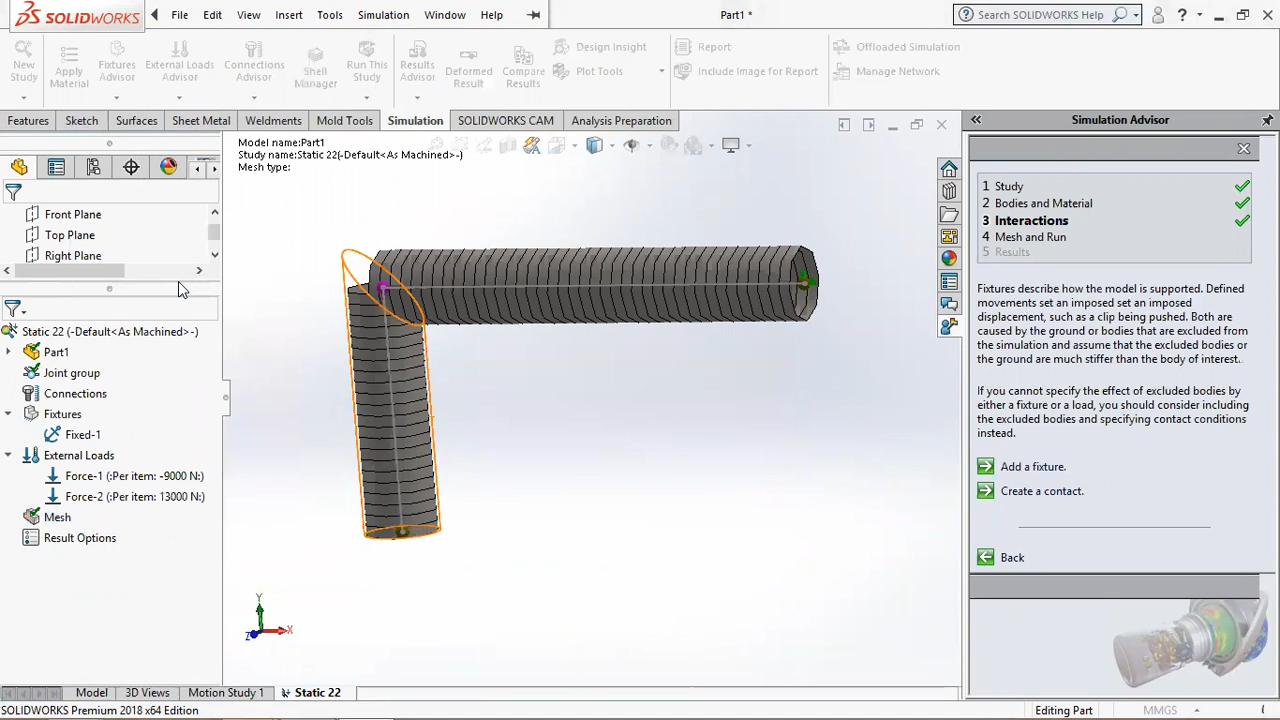 SOLIDWORKS File Edit View Insert Tools Simulation Window Help Part1 * Search SOLIDWORKS Help ?
New Study
Apply Material
Fixtures Advisor
External Loads Advisor
Connections Advisor
Shell Manager
Run This Study
Results Advisor
Deformed Result
Compare Results
Design Insight
Plot Tools
Report
Include Image for Report
Offloaded Simulation
Manage Network
Features Sketch Surfaces Sheet Metal Weldments Mold Tools Simulation SOLIDWORKS CAM Analysis Preparation
Front Plane
Top Plane
Right Plane
Static 22 (-Default<As Machined>-)
Part1
Joint group
Connections
Fixtures
Fixed-1
External Loads
Force-1 (:Per item: -9000 N:)
Force-2 (:Per item: 13000 N:)
Mesh
Result Options
Model name:Part1
Study name:Static 22(-Default<As Machined>-)
Mesh type:
Y
X
Z
Simulation Advisor
1 Study
2 Bodies and Material
3 Interactions
4 Mesh and Run
5 Results
Fixtures describe how the model is supported. Defined
movements set an imposed set an imposed
displacement, such as a clip being pushed. Both are
caused by the ground or bodies that are excluded from
the simulation and assume that the excluded bodies or
the ground are much stiffer than the body of interest.
If you cannot specify the effect of excluded bodies by
either a fixture or a load, you should consider including
the excluded bodies and specifying contact conditions
instead.
Add a fixture.
Create a contact.
Back
Model 3D Views Motion Study 1 Static 22
SOLIDWORKS Premium 2018 x64 Edition Editing Part MMGS